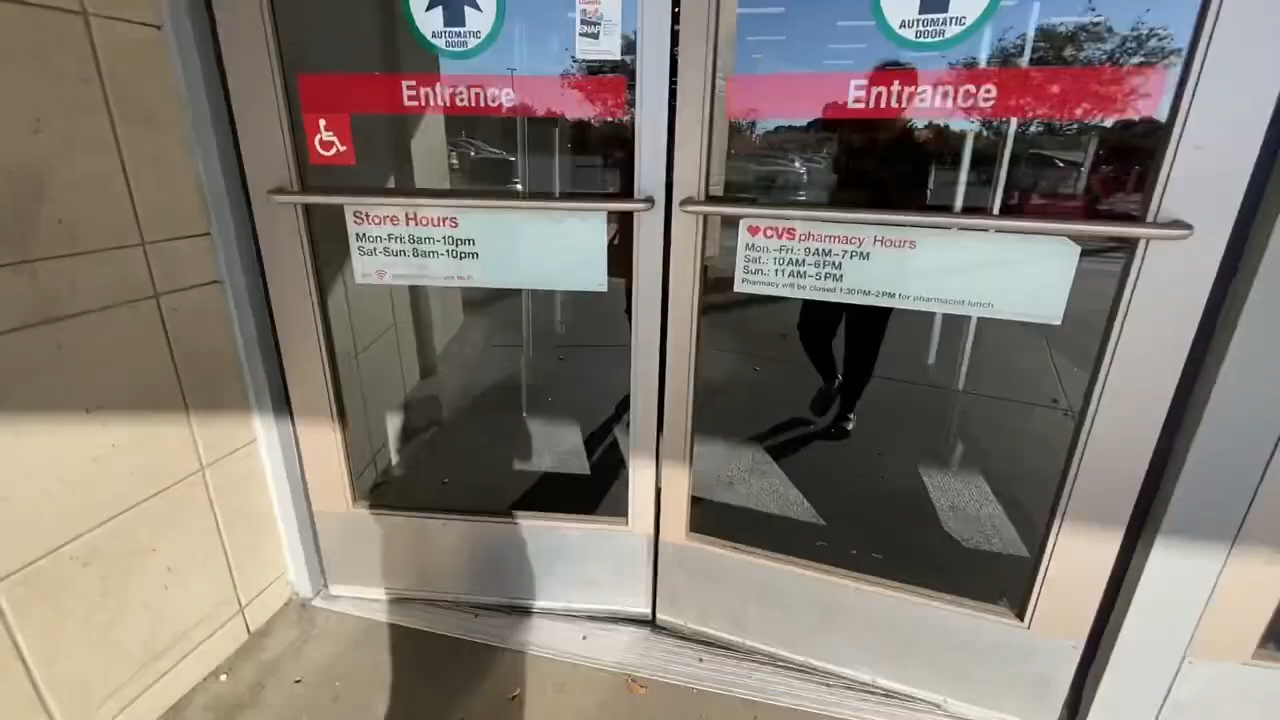 AUTOMATIC
DOOR
Guests
SNAP
AUTOMATIC
DOOR
Entrance
Entrance
Store Hours
Mon-Fri: 8am-10pm
Sat-Sun: 8am-10pm
CVS pharmacy Hours
Mon.-Fri.: 9AM-7PM
Sat.: 10AM-6PM
Sun.: 11AM-5PM
Pharmacy will be closed 1:30PM-2PM for pharmacist lunch